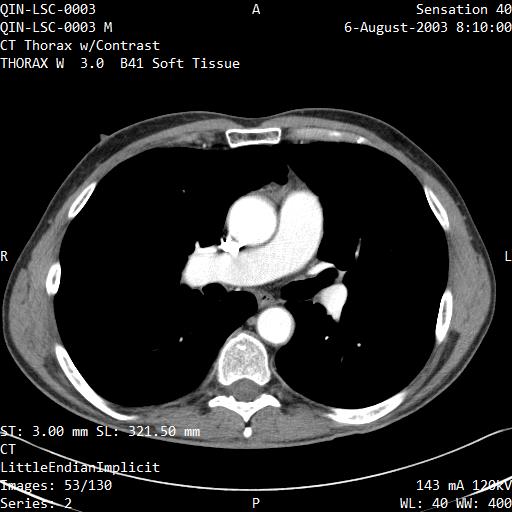 QIN-LSC-0003
A
Sensation 40
QIN-LSC-0003 M
6-August-2003 8:10:00
CT Thorax w/Contrast
THORAX W 3.0 B41 Soft Tissue
R
L
ST: 3.00 mm SL: 321.50 mm
CT
LittleEndianImplicit
Images: 53/130
143 mA 120kV
Series: 2
P
WL: 40 WW: 400